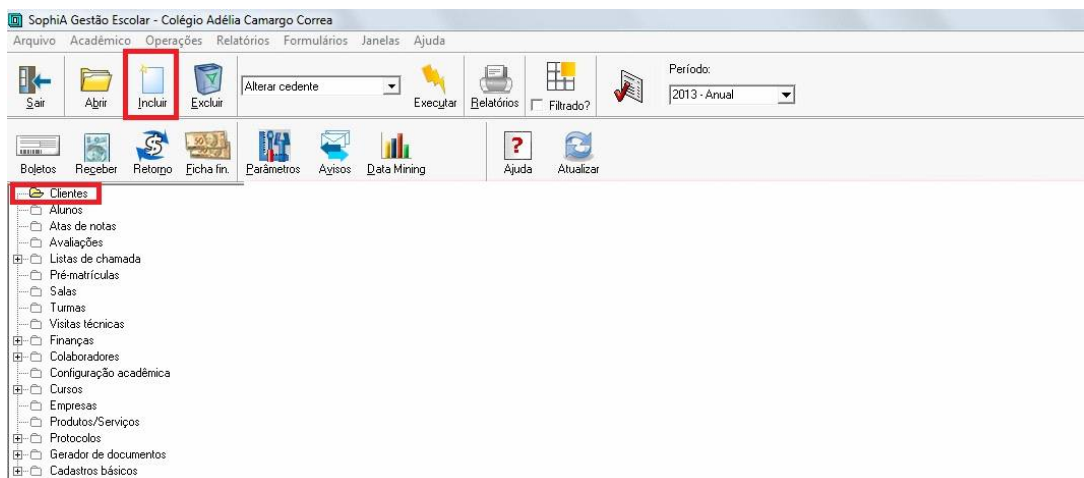 SophiA Gestão Escolar - Colégio Adélia Camargo Correa
Arquivo Acadêmico Operações Relatórios Formulários Janelas Ajuda
Sair Abrir Incluir Excluir Alterar cedente Executar Relatórios Filtrado? Período: 2013 - Anual
Boletos Receber Retorno Ficha fin. Parâmetros Avisos Data Mining Ajuda Atualizar
Clientes
Alunos
Atas de notas
Avaliações
Listas de chamada
Pré-matrículas
Salas
Turmas
Visitas técnicas
Finanças
Colaboradores
Configuração acadêmica
Cursos
Empresas
Produtos/Serviços
Protocolos
Gerador de documentos
Cadastros básicos